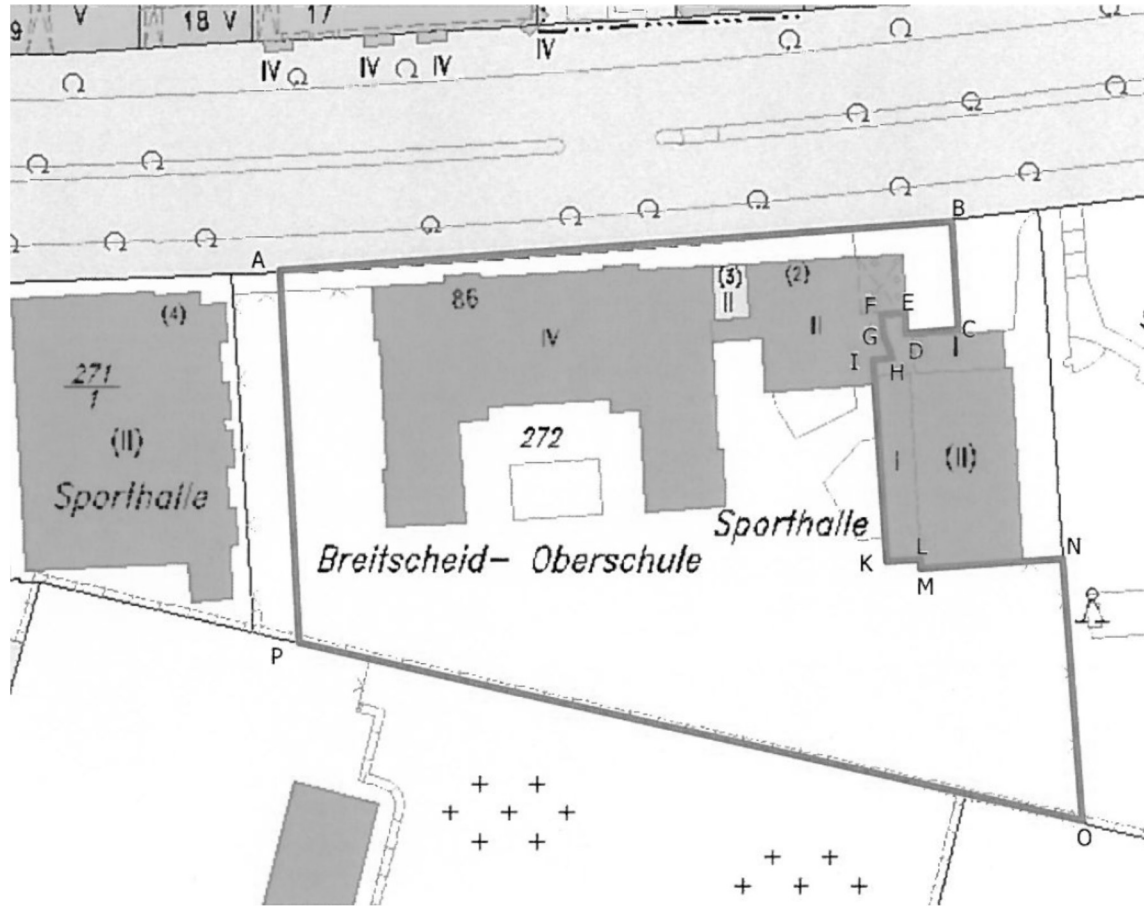 9 V 18 V 17
IV IV IV IV
A
B
(4)
86
(3)
II
(2)
F E
C
IV
II
G
D
I
I
H
271
1
(II)
272
I
(II)
Sporthalle
Sporthalle
Breitscheid- Oberschule
K
L
M
N
P
O